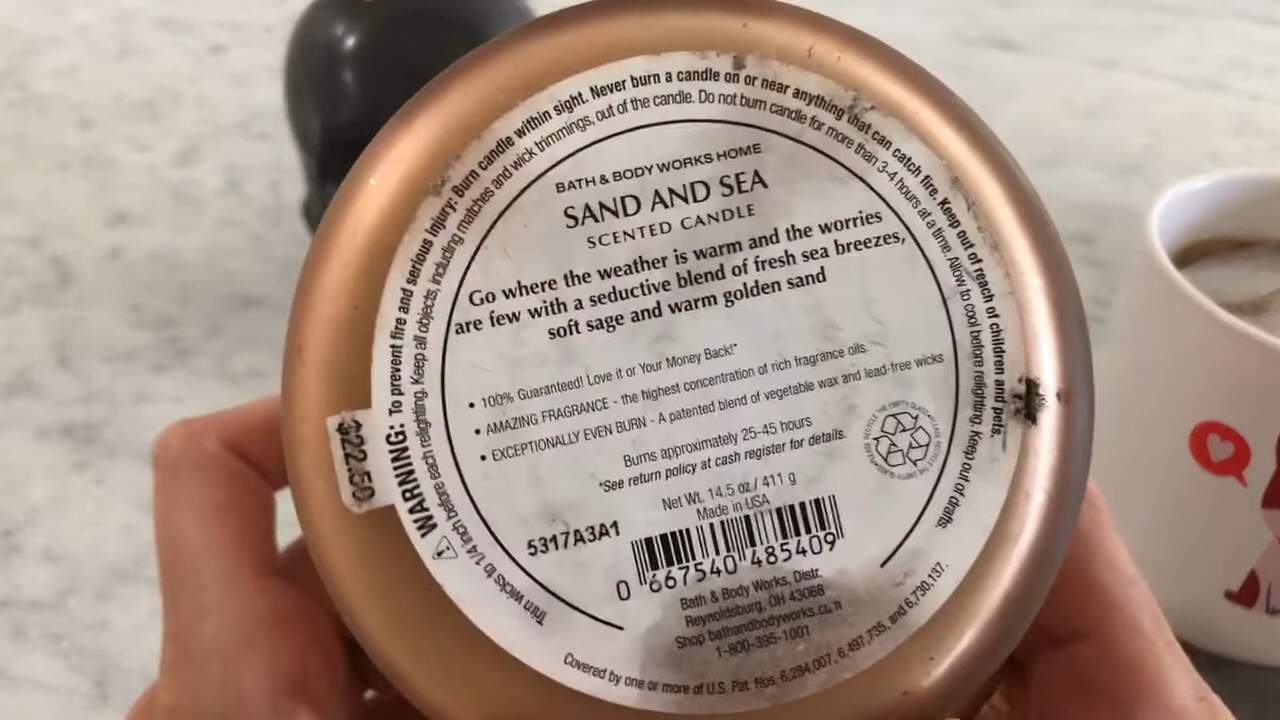 WARNING: To prevent fire and serious injury: Burn candle within sight. Never burn a candle on or near anything that can catch fire. Keep out of reach of children and pets.
Trim wicks to 1/4 inch before each relighting. Keep all objects, including matches and wick trimmings, out of the candle. Do not burn candle for more than 3-4 hours at a time. Allow to cool before relighting. Keep out of drafts.
BATH & BODY WORKS HOME
SAND AND SEA
SCENTED CANDLE
Go where the weather is warm and the worries
are few with a seductive blend of fresh sea breezes,
soft sage and warm golden sand
• 100% Guaranteed! Love it or Your Money Back!*
• AMAZING FRAGRANCE - the highest concentration of rich fragrance oils.
• EXCEPTIONALLY EVEN BURN - A patented blend of vegetable wax and lead-free wicks
Burns approximately 25-45 hours
*See return policy at cash register for details.
Net Wt. 14.5 oz / 411 g
Made in USA
$22.50
5317A3A1
0 667540 485409
Bath & Body Works, Distr.
Reynoldsburg, OH 43068
Shop bathandbodyworks.com
1-800-395-1001
Covered by one or more of U.S. Pat. Nos. 6,284,007, 6,497,735, and 6,730,137.